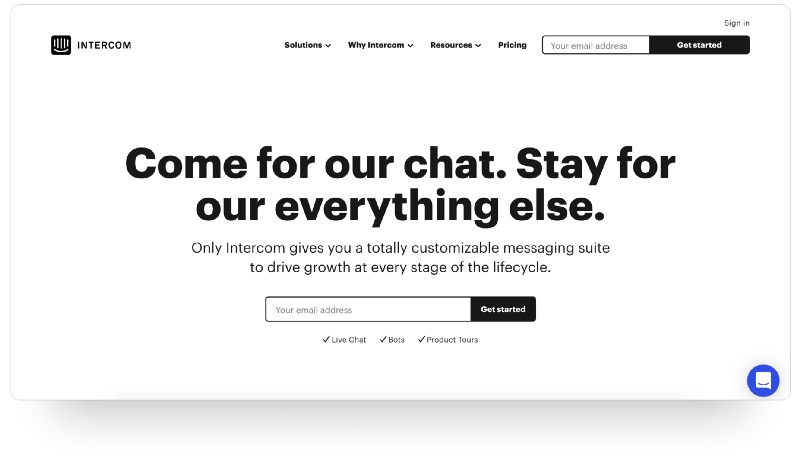 Sign in
INTERCOM
Solutions Why Intercom Resources Pricing Your email address Get started
Come for our chat. Stay for
our everything else.
Only Intercom gives you a totally customizable messaging suite
to drive growth at every stage of the lifecycle.
Your email address Get started
✓ Live Chat ✓ Bots ✓ Product Tours